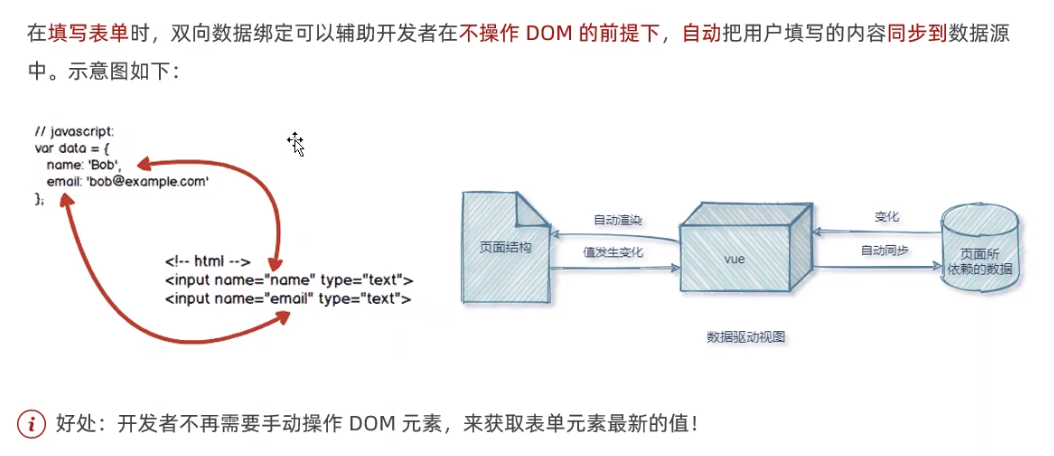 在填写表单时，双向数据绑定可以辅助开发者在不操作 DOM 的前提下，自动把用户填写的内容同步到数据源
中。示意图如下：
// javascript:
var data = {
name: 'Bob',
email: 'bob@example.com'
};
<!-- html -->
<input name="name" type="text">
<input name="email" type="text">
页面结构
自动渲染
值发生变化
vue
变化
自动同步
页面所
依赖的数据
数据驱动视图
i 好处：开发者不再需要手动操作 DOM 元素，来获取表单元素最新的值！